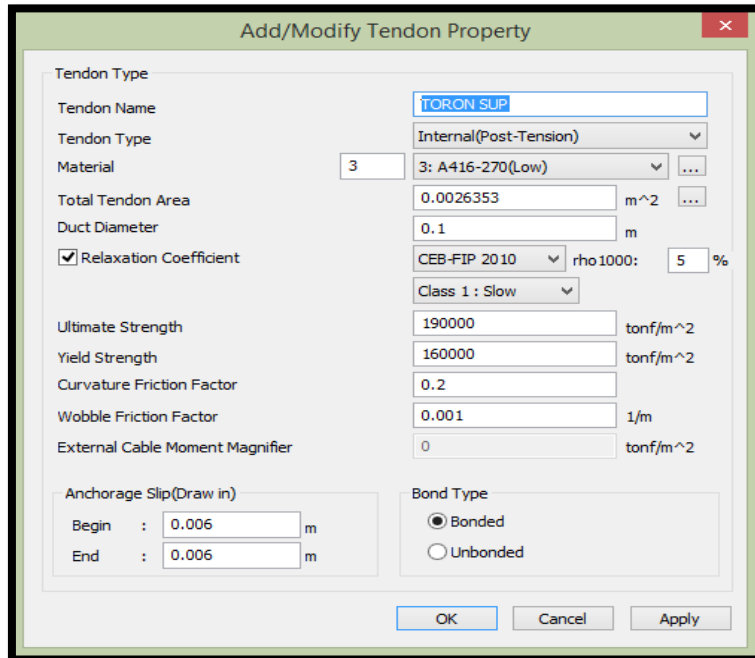 Add/Modify Tendon Property
Tendon Type
Tendon Name TORON SUP
Tendon Type Internal(Post-Tension)
Material 3 3: A416-270(Low) ...
Total Tendon Area 0.0026353 m^2 ...
Duct Diameter 0.1 m
Relaxation Coefficient CEB-FIP 2010 rho1000: 5 %
Class 1 : Slow
Ultimate Strength 190000 tonf/m^2
Yield Strength 160000 tonf/m^2
Curvature Friction Factor 0.2
Wobble Friction Factor 0.001 1/m
External Cable Moment Magnifier 0 tonf/m^2
Anchorage Slip(Draw in) Bond Type
Begin : 0.006 m Bonded
End : 0.006 m Unbonded
OK Cancel Apply